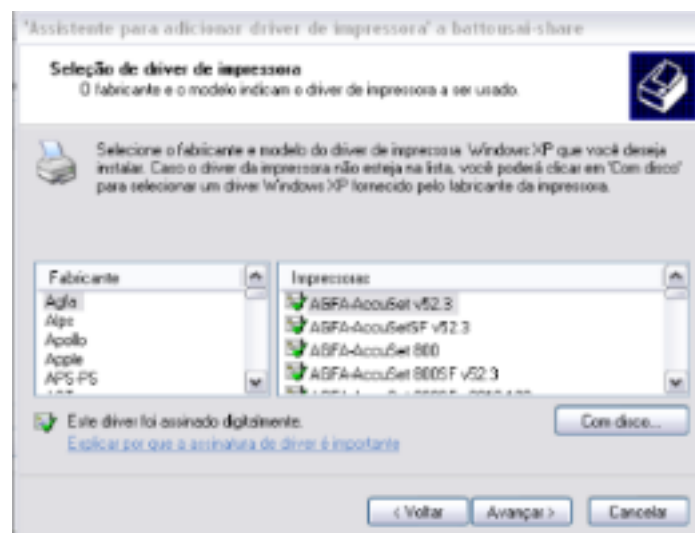 'Assistente para adicionar driver de impressora' a battousai-share
Seleção de driver de impressora
O fabricante e o modelo indicam o driver de impressora a ser usado.
Selecione o fabricante e modelo do driver de impressora Windows XP que você deseja
instalar. Caso o driver da impressora não esteja na lista, você poderá clicar em 'Com disco'
para selecionar um driver Windows XP fornecido pelo fabricante da impressora.
Fabricante
Agfa
Alps
Apollo
Apple
APS-PS
Impressoras
AGFA-AccuSet v52.3
AGFA-AccuSetSF v52.3
AGFA-AccuSet 800
AGFA-AccuSet 800SF v52.3
Este driver foi assinado digitalmente.
Explicar por que a assinatura do driver é importante
Com disco...
< Voltar
Avançar >
Cancelar